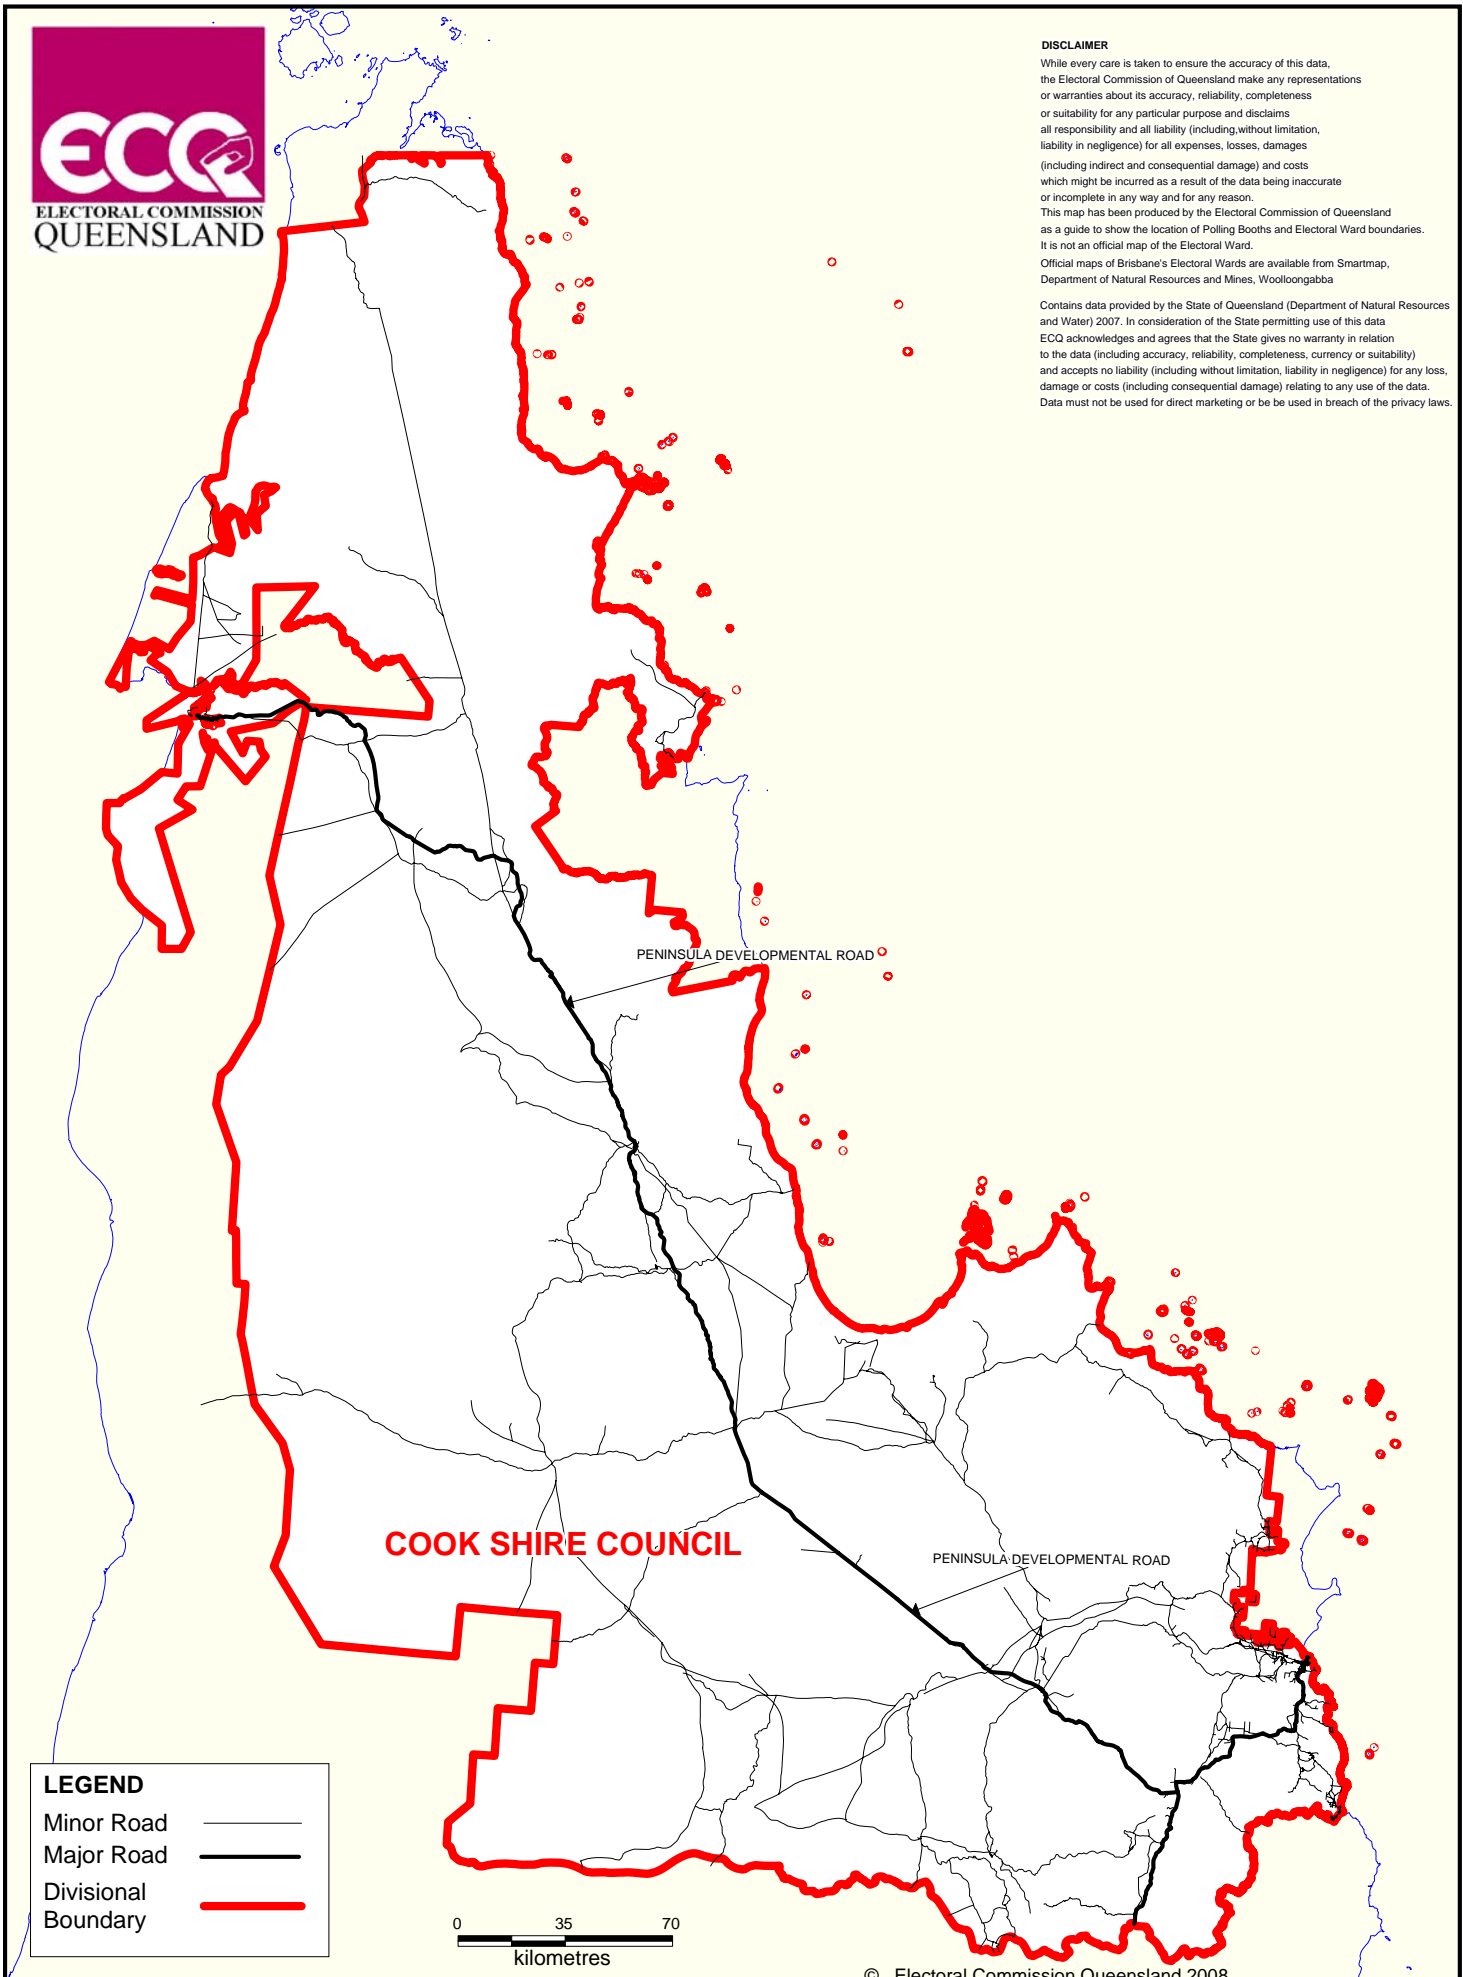 ECQ
ELECTORAL COMMISSION
QUEENSLAND
DISCLAIMER
While every care is taken to ensure the accuracy of this data,
the Electoral Commission of Queensland make any representations
or warranties about its accuracy, reliability, completeness
or suitability for any particular purpose and disclaims
all responsibility and all liability (including,without limitation,
liability in negligence) for all expenses, losses, damages
(including indirect and consequential damage) and costs
which might be incurred as a result of the data being inaccurate
or incomplete in any way and for any reason.
This map has been produced by the Electoral Commission of Queensland
as a guide to show the location of Polling Booths and Electoral Ward boundaries.
It is not an official map of the Electoral Ward.
Official maps of Brisbane's Electoral Wards are available from Smartmap,
Department of Natural Resources and Mines, Woolloongabba
Contains data provided by the State of Queensland (Department of Natural Resources
and Water) 2007. In consideration of the State permitting use of this data
ECQ acknowledges and agrees that the State gives no warranty in relation
to the data (including accuracy, reliability, completeness, currency or suitability)
and accepts no liability (including without limitation, liability in negligence) for any loss,
damage or costs (including consequential damage) relating to any use of the data.
Data must not be used for direct marketing or be be used in breach of the privacy laws.
PENINSULA DEVELOPMENTAL ROAD
COOK SHIRE COUNCIL
PENINSULA DEVELOPMENTAL ROAD
LEGEND
Minor Road
Major Road
Divisional
Boundary
0 35 70
kilometres
© Electoral Commission Queensland 2008